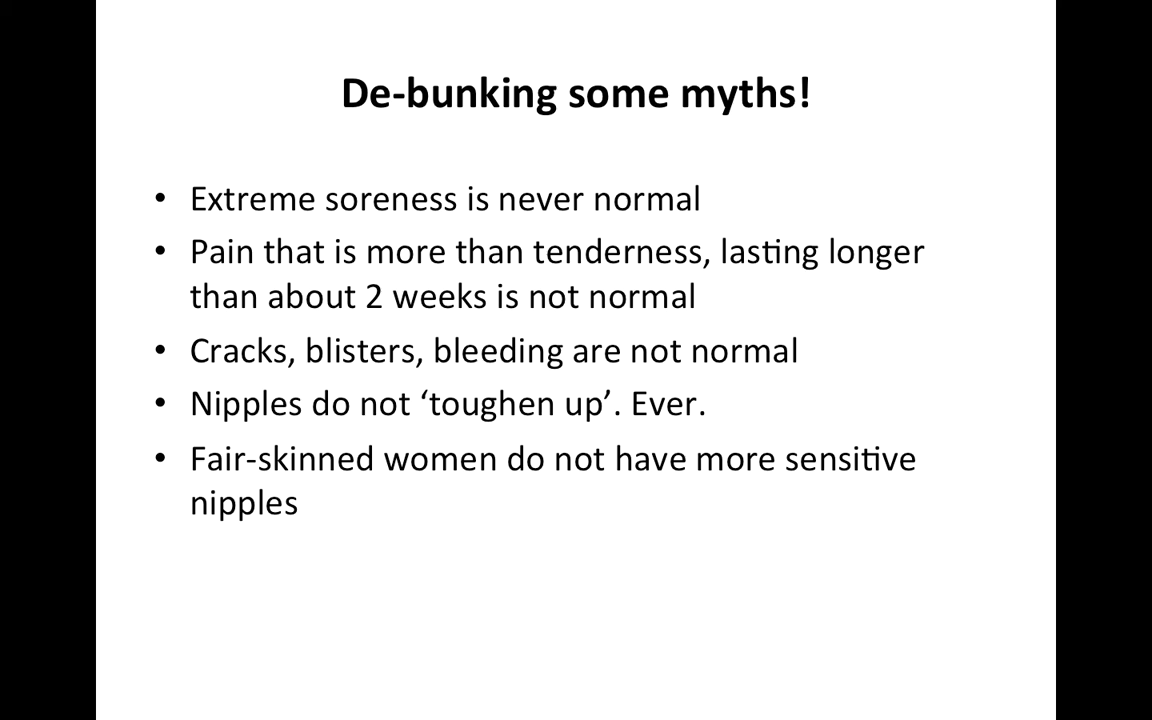 De-bunking some myths!
• Extreme soreness is never normal
• Pain that is more than tenderness, lasting longer
than about 2 weeks is not normal
• Cracks, blisters, bleeding are not normal
• Nipples do not ‘toughen up’. Ever.
• Fair-skinned women do not have more sensitive
nipples